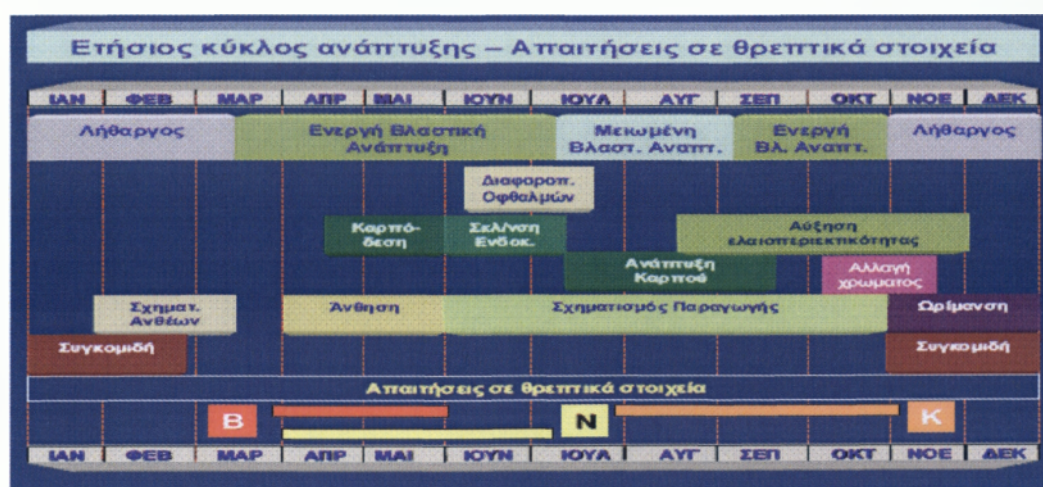 Ετήσιος κύκλος ανάπτυξης – Απαιτήσεις σε θρεπτικά στοιχεία
ΙΑΝ ΦΕΒ ΜΑΡ ΑΠΡ ΜΑΙ ΙΟΥΝ ΙΟΥΛ ΑΥΓ ΣΕΠ ΟΚΤ ΝΟΕ ΔΕΚ
Λήθαργος
Ενεργή Βλαστική
Ανάπτυξη
Μειωμένη
Βλαστ. Αναπτ.
Ενεργή
Βλ. Αναπτ.
Λήθαργος
Διαφοροπ.
Οφθαλμών
Καρπό-
δεση
Σκλ/νση
Ενδοκ.
Αύξηση
ελαιοπεριεκτικότητας
Ανάπτυξη
Καρπού
Αλλαγή
χρωματος
Σχηματ.
Ανθέων
Άνθηση
Σχηματισμός Παραγωγής
Ωρίμανση
Συγκομιδή
Συγκομιδή
Απαιτήσεις σε θρεπτικά στοιχεία
B
N
K
ΙΑΝ ΦΕΒ ΜΑΡ ΑΠΡ ΜΑΙ ΙΟΥΝ ΙΟΥΛ ΑΥΓ ΣΕΠ ΟΚΤ ΝΟΕ ΔΕΚ